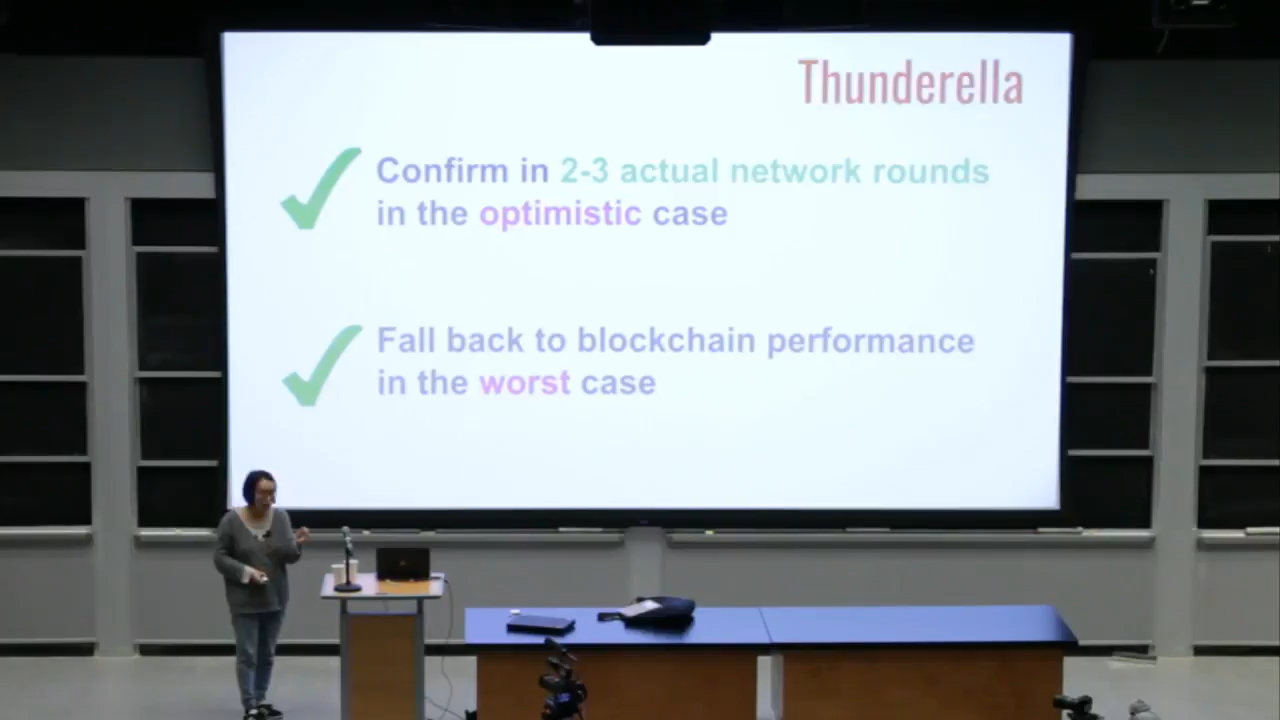 Thunderella
Confirm in 2-3 actual network rounds
in the optimistic case
Fall back to blockchain performance
in the worst case